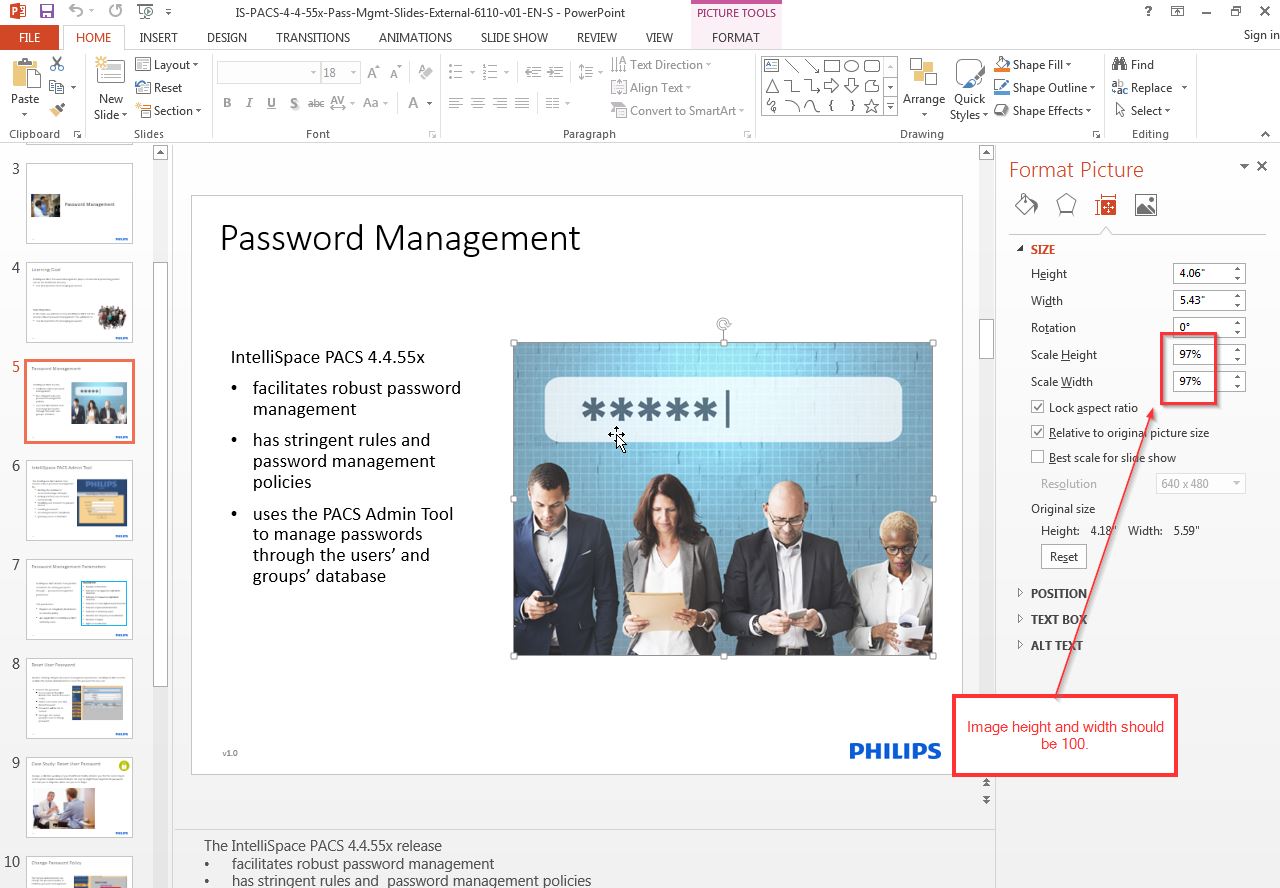 IS-PACS-4-4-55x-Pass-Mgmt-Slides-External-6110-v01-EN-S - PowerPoint
PICTURE TOOLS
?
FILE
HOME
INSERT
DESIGN
TRANSITIONS
ANIMATIONS
SLIDE SHOW
REVIEW
VIEW
FORMAT
Sign in
Paste
New
Slide
Layout
Reset
Section
18
B I U S abc AV Aa A
Text Direction
Align Text
Convert to SmartArt
Arrange
Quick
Styles
Shape Fill
Shape Outline
Shape Effects
Find
Replace
Select
Clipboard
Slides
Font
Paragraph
Drawing
Editing
3
Password Management
PHILIPS
4
Learning Goal
5
Password Management
6
IntelliSpace PACS Admin Tool
7
Password Management Parameters
8
Reset User Password
9
Case Study: Reset User Password
10
Change Password Policy
Password Management
IntelliSpace PACS 4.4.55x
• facilitates robust password
management
• has stringent rules and
password management
policies
• uses the PACS Admin Tool
to manage passwords
through the users’ and
groups’ database
*****|
v1.0
PHILIPS
The IntelliSpace PACS 4.4.55x release
• facilitates robust password management
• has stringent rules and password management policies
Format Picture
SIZE
Height 4.06"
Width 5.43"
Rotation 0°
Scale Height 97%
Scale Width 97%
Lock aspect ratio
Relative to original picture size
Best scale for slide show
Resolution 640 x 480
Original size
Height: 4.18" Width: 5.59"
Reset
POSITION
TEXT BOX
ALT TEXT
Image height and width should
be 100.